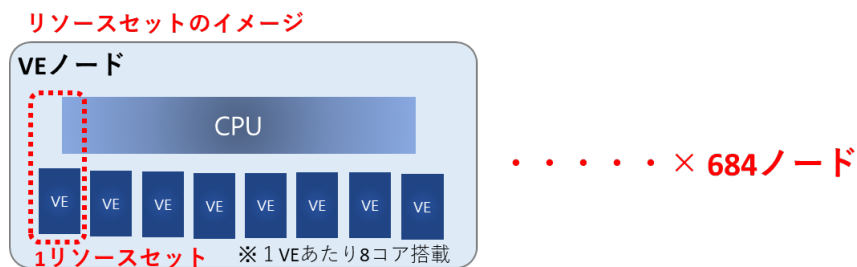 リソースセットのイメージ
VEノード
CPU
・・・・・× 684ノード
VE VE VE VE VE VE VE VE
1リソースセット ※１VEあたり8コア搭載